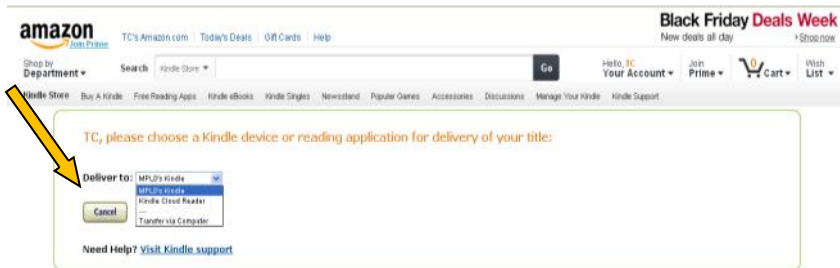 amazon
Join Prime
TC's Amazon.com Today's Deals Gift Cards Help
Black Friday Deals Week
New deals all day Shop now
Shop by
Department
Search Kindle Store Go
Hello, TC
Your Account
Join
Prime
0
Cart
Wish
List
Kindle Store Buy A Kindle Free Reading Apps Kindle eBooks Kindle Singles Newsstand Popular Games Accessories Discussions Manage Your Kindle Kindle Support
TC, please choose a Kindle device or reading application for delivery of your title:
Deliver to: MPLD's Kindle
MPLD's Kindle
Kindle Cloud Reader
---
Transfer via Computer
Cancel
Need Help? Visit Kindle support